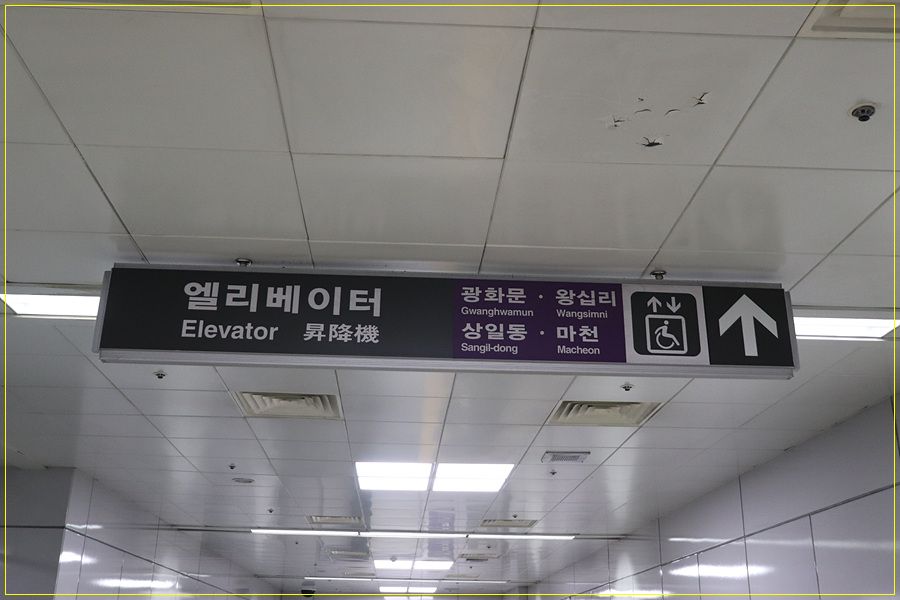 엘리베이터
Elevator 昇降機
광화문 · 왕십리
Gwanghwamun Wangsimni
상일동 · 마천
Sangil-dong Macheon